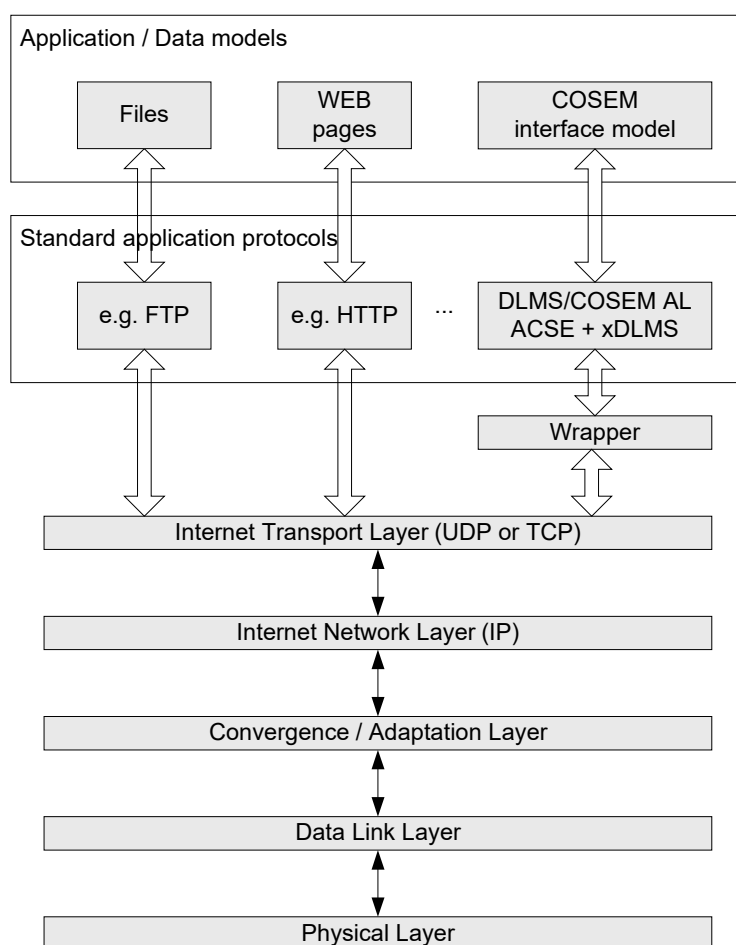 Application / Data models
Files
WEB
pages
COSEM
interface model
Standard application protocols
e.g. FTP
e.g. HTTP
...
DLMS/COSEM AL
ACSE + xDLMS
Wrapper
Internet Transport Layer (UDP or TCP)
Internet Network Layer (IP)
Convergence / Adaptation Layer
Data Link Layer
Physical Layer